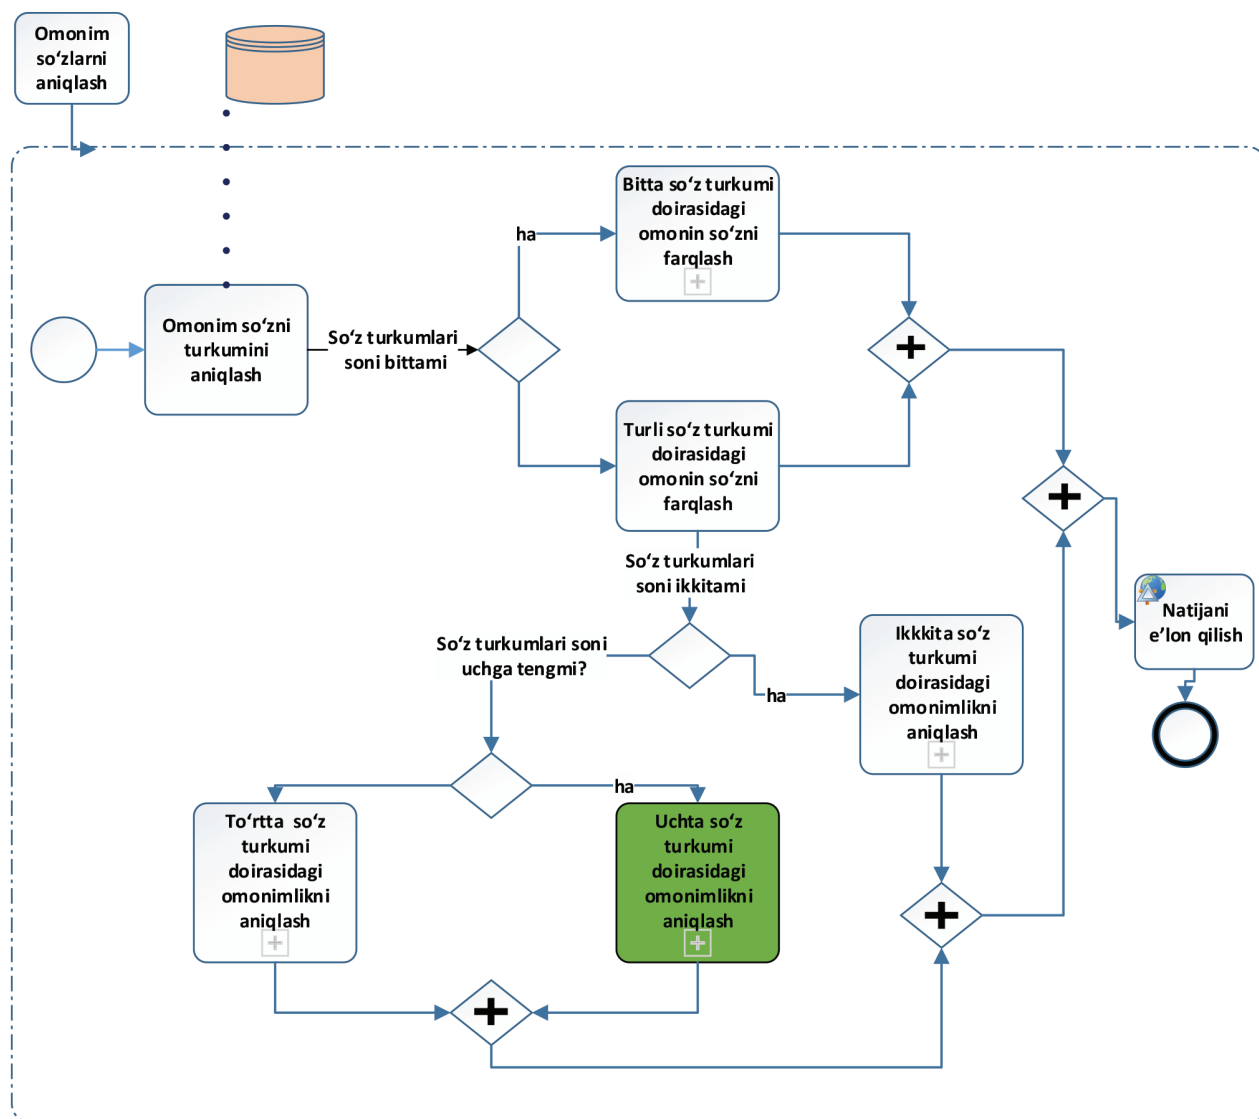 Omonim
so‘zlarni
aniqlash
Bitta so‘z turkumi
doirasidagi
omonin so‘zni
farqlash
ha
Omonim so‘zni
turkumini
aniqlash
So‘z turkumlari
soni bittami
Turli so‘z turkumi
doirasidagi
omonin so‘zni
farqlash
So‘z turkumlari
soni ikkitami
Natijani
e’lon qilish
So‘z turkumlari soni
uchga tengmi?
ha
Ikkkita so‘z
turkumi
doirasidagi
omonimlikni
aniqlash
ha
To‘rtta so‘z
turkumi
doirasidagi
omonimlikni
aniqlash
Uchta so‘z
turkumi
doirasidagi
omonimlikni
aniqlash